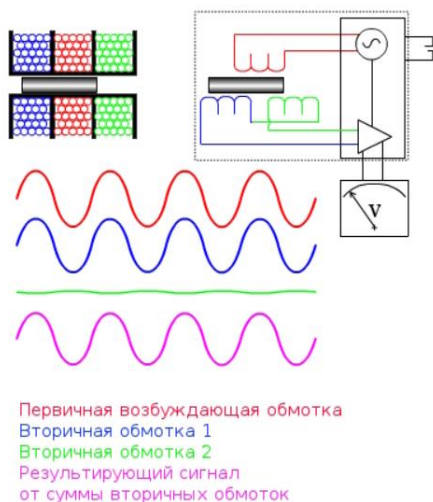 V
Первичная возбуждающая обмотка
Вторичная обмотка 1
Вторичная обмотка 2
Результирующий сигнал
от суммы вторичных обмоток